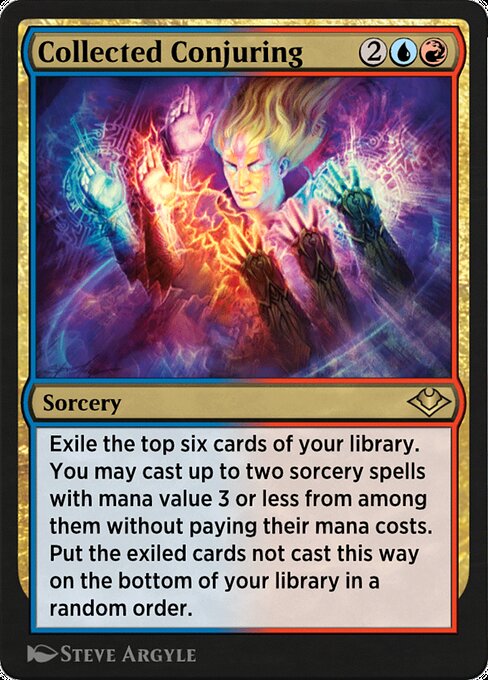 Collected Conjuring 2
Sorcery
Exile the top six cards of your library.
You may cast up to two sorcery spells
with mana value 3 or less from among
them without paying their mana costs.
Put the exiled cards not cast this way
on the bottom of your library in a
random order.
STEVE ARGYLE